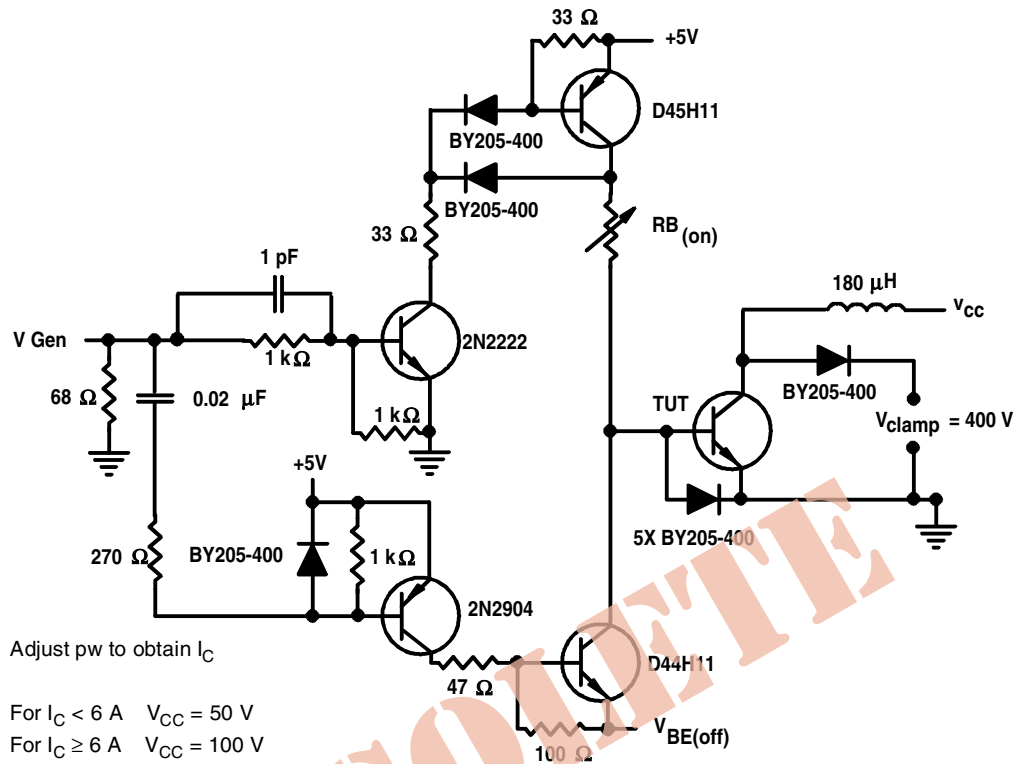 33 Ω
+5V
D45H11
BY205-400
BY205-400
33 Ω
RB(on)
1 pF
180 μH
vCC
V Gen
2N2222
1 kΩ
BY205-400
68 Ω
0.02 μF
TUT
Vclamp = 400 V
1 kΩ
+5V
5X BY205-400
270 Ω
BY205-400
1 kΩ
2N2904
Adjust pw to obtain IC
47 Ω
D44H11
For IC < 6 A VCC = 50 V
VBE(off)
For IC ≥ 6 A VCC = 100 V
100 Ω